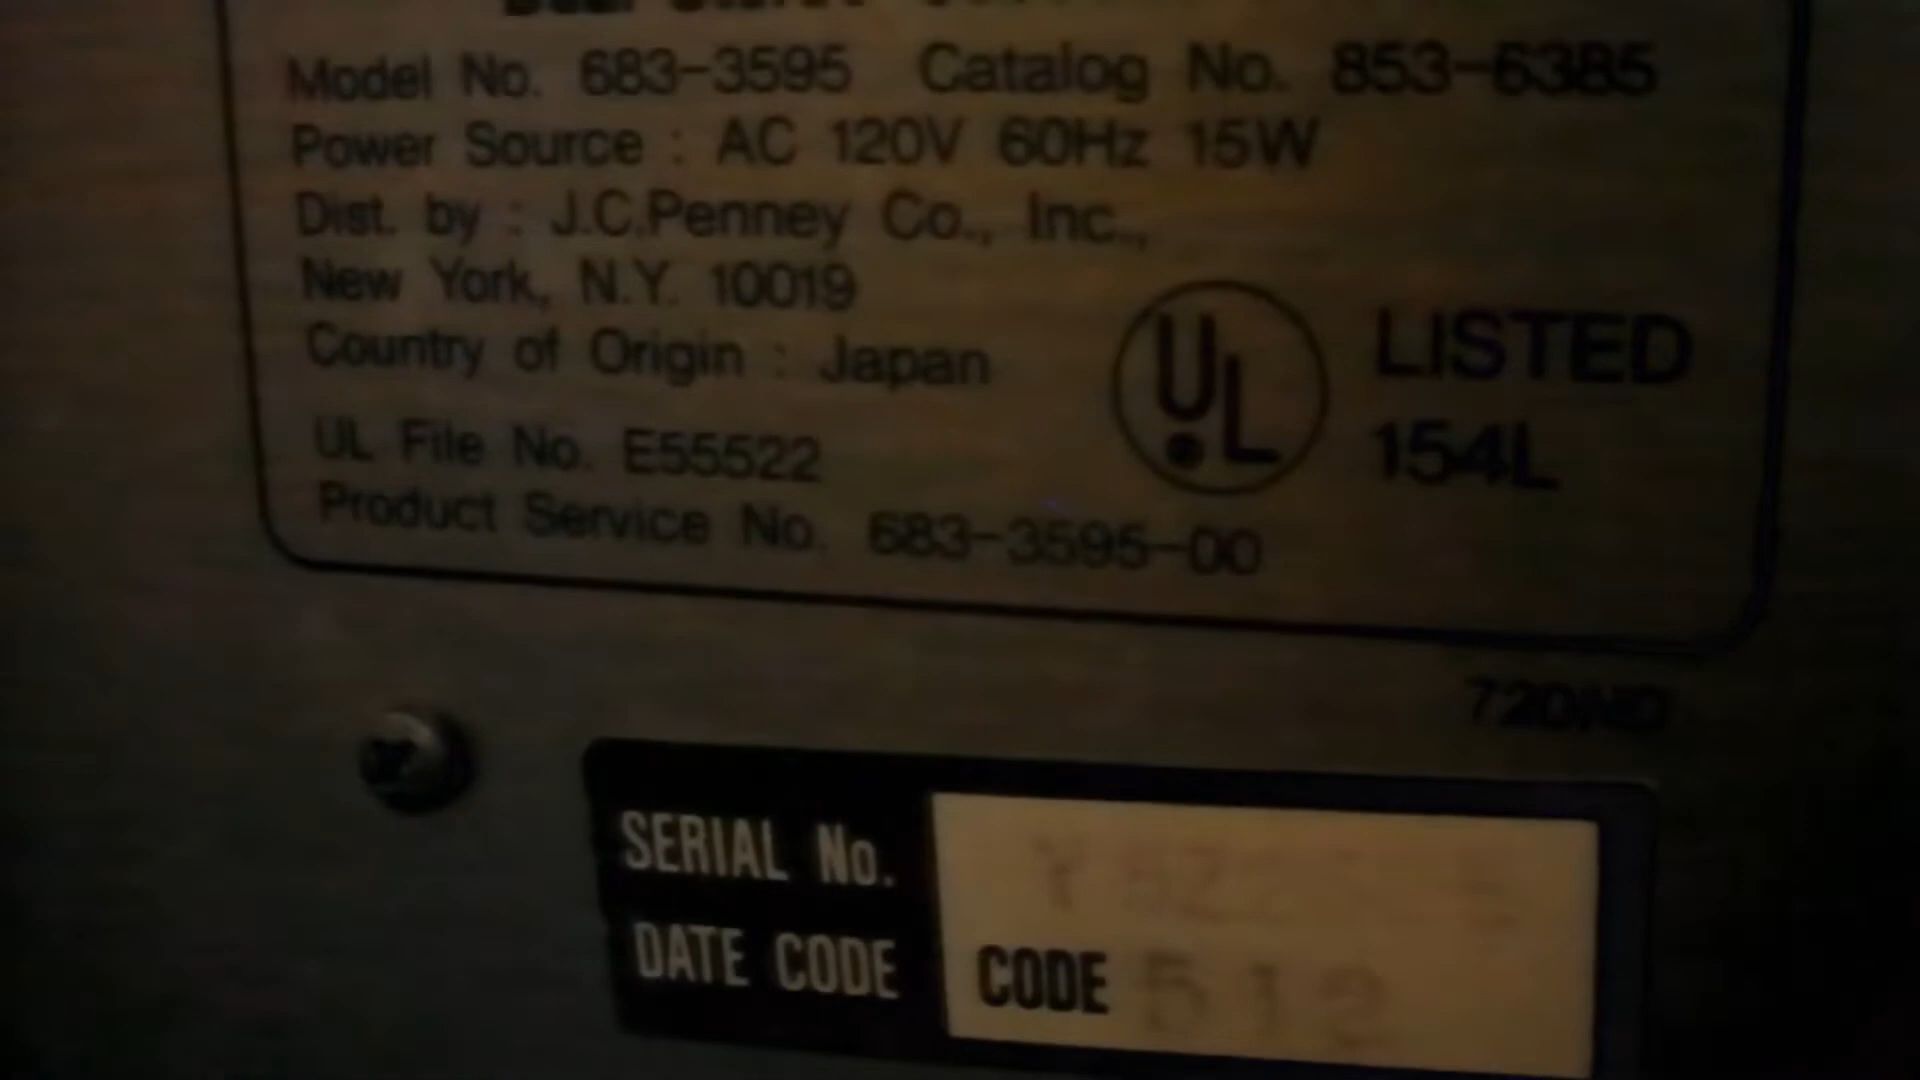 Model No. 683-3595 Catalog No. 853-6385
Power Source : AC 120V 60Hz 15W
Dist. by : J.C.Penney Co., Inc.,
New York, N.Y. 10019
Country of Origin : Japan
UL LISTED
154L
UL File No. E55522
Product Service No. 683-3595-00
SERIAL No.
DATE CODE CODE 512